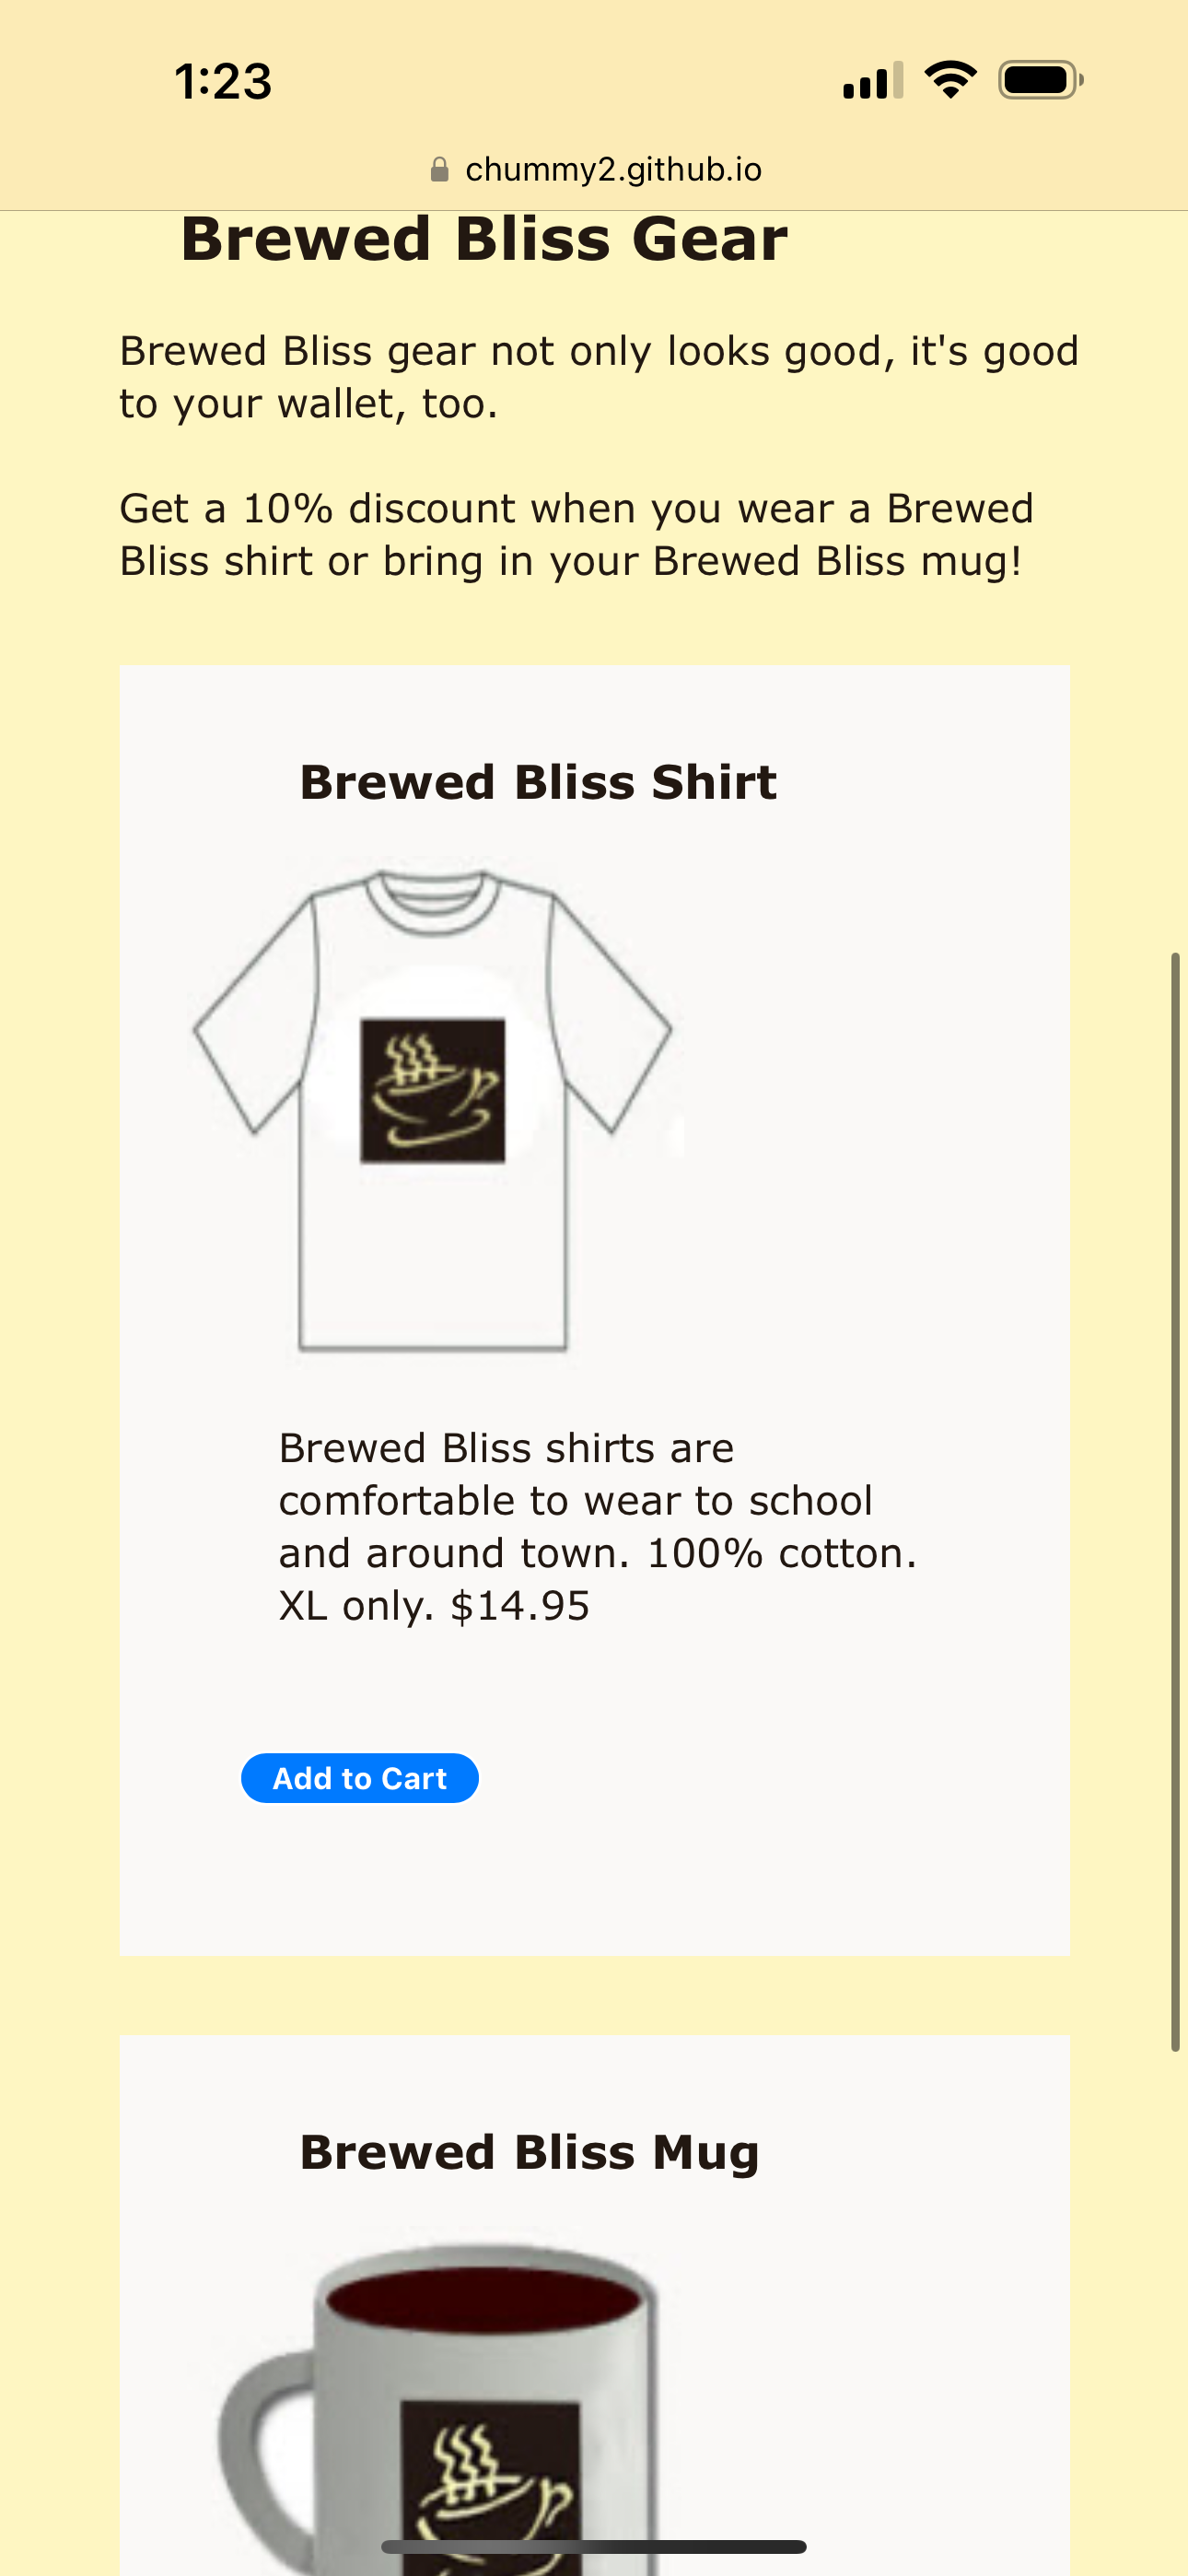 1:23
chummy2.github.io
Brewed Bliss Gear
Brewed Bliss gear not only looks good, it's good
to your wallet, too.
Get a 10% discount when you wear a Brewed
Bliss shirt or bring in your Brewed Bliss mug!
Brewed Bliss Shirt
Brewed Bliss shirts are
comfortable to wear to school
and around town. 100% cotton.
XL only. $14.95
Add to Cart
Brewed Bliss Mug